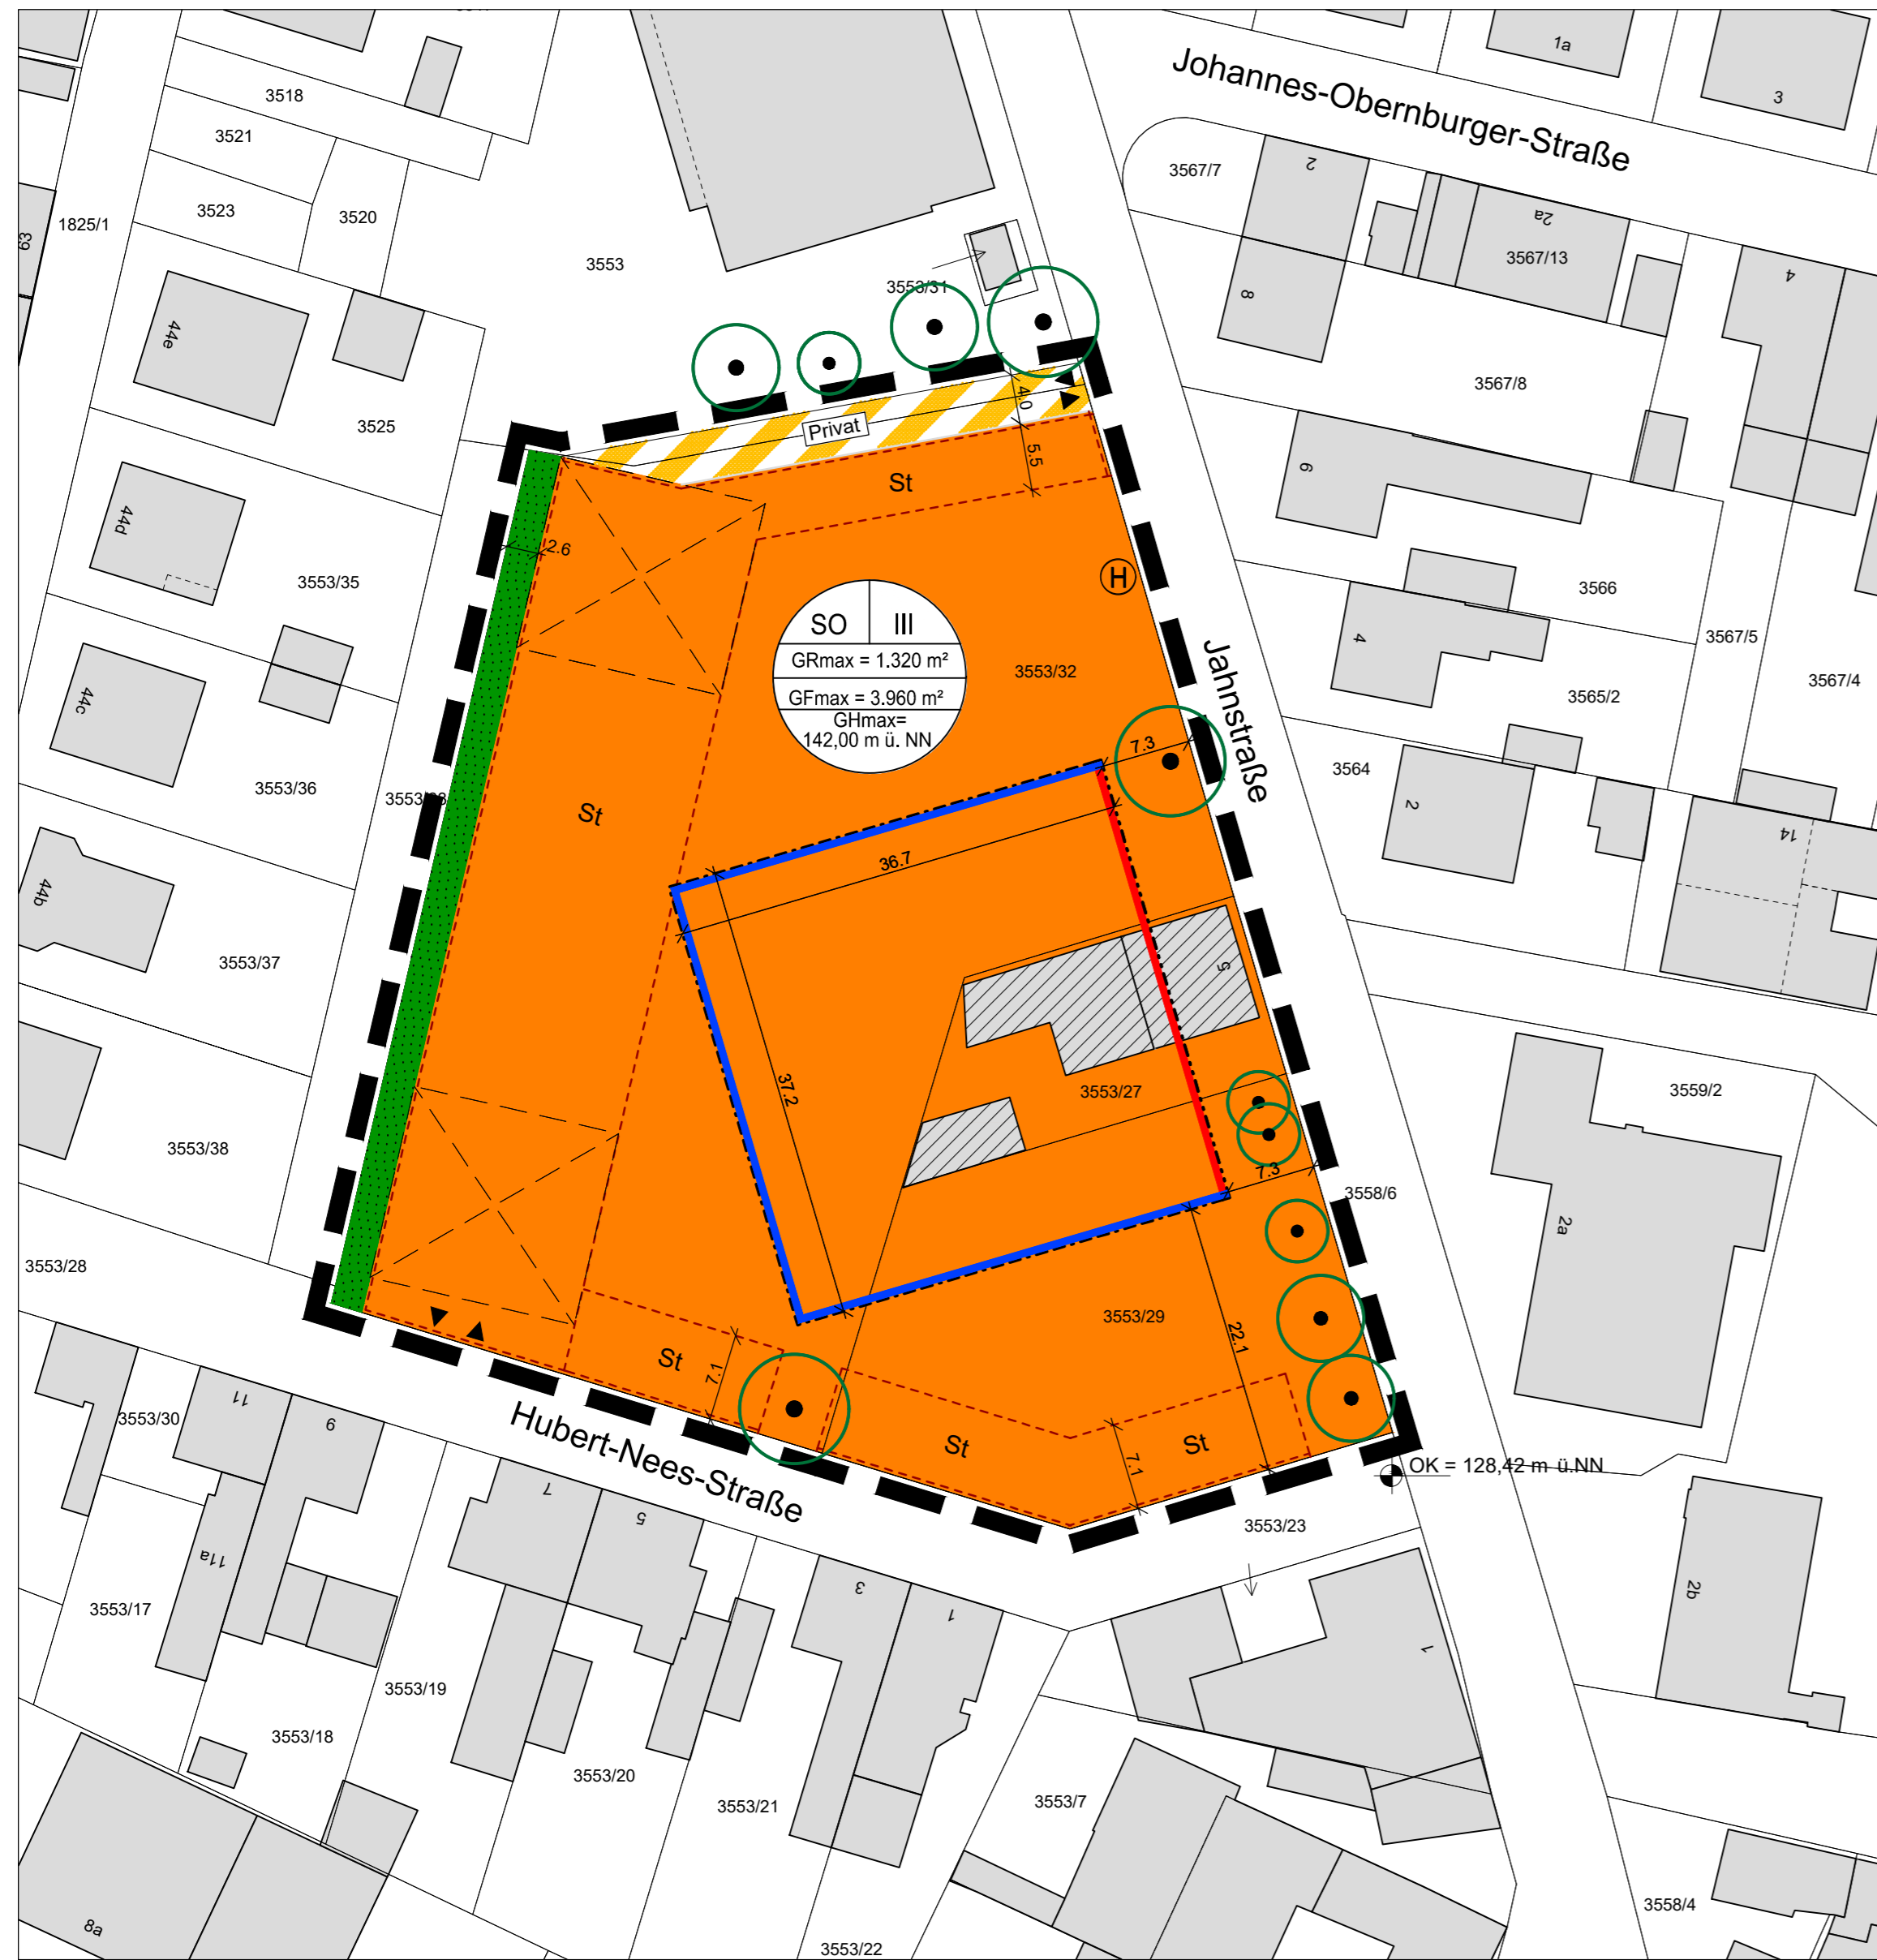 Johannes-Obernburger-Straße
1a
3
3518
3521
3523
3520
1825/1
63
3553
3553/31
3567/7
2
8
2a
3567/13
4
3567/8
44e
3525
Privat
4.0
5.5
St
6
44d
2.6
3553/35
H
3566
3567/5
4
3565/2
3567/4
SO
III
GRmax = 1.320 m²
GFmax = 3.960 m²
GHmax=
142,00 m ü. NN
3553/32
Jahnstraße
44c
3553/36
St
7.3
3564
2
14
36.7
44b
3553/37
5
37.2
3553/27
3559/2
3553/38
7.3
3558/6
2a
3553/28
3553/29
22.1
St
7.1
St
St
7.1
OK = 128,42 m ü.NN
3553/23
Hubert-Nees-Straße
3553/30
11
9
7
5
11a
3
1
1
2b
3553/17
3553/19
3553/18
3553/20
3553/21
3553/7
8a
3553/22
3558/4